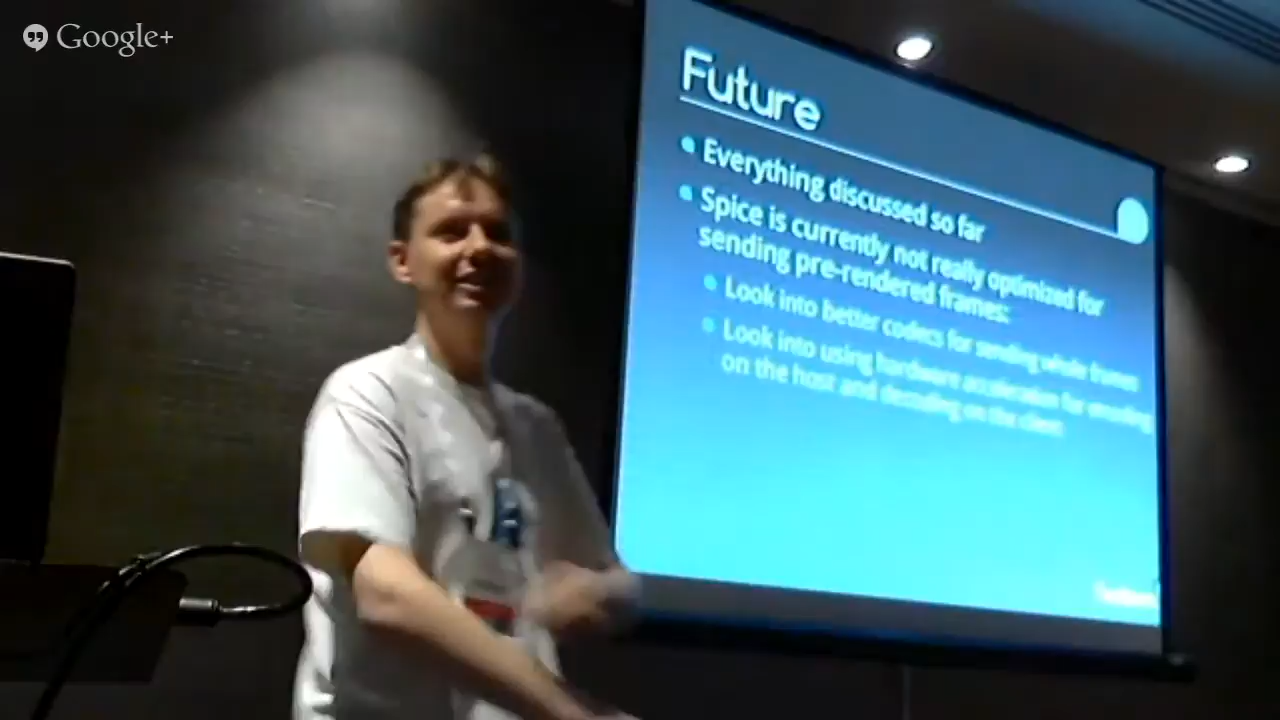 Google+
Future
Everything discussed so far
Spice is currently not really optimized for
sending pre-rendered frames:
Look into better codecs for sending whole frames
Look into using hardware acceleration for encoding
on the host and decoding on the client